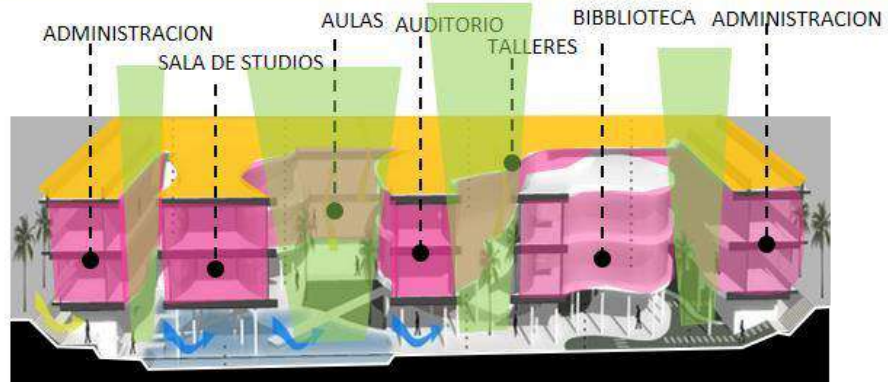 ADMINISTRACION
SALA DE STUDIOS
AULAS
AUDITORIO
TALLERES
BIBBLIOTECA
ADMINISTRACION